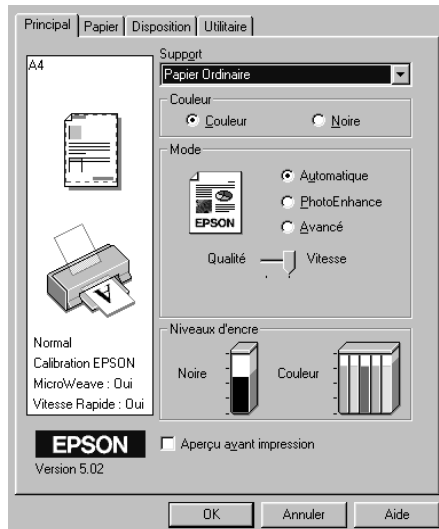 Principal Papier Disposition Utilitaire
A4
Support
Papier Ordinaire
Couleur
Couleur Noire
Mode
EPSON
Automatique
PhotoEnhance
Avancé
Qualité Vitesse
A
Normal
Calibration EPSON
MicroWeave : Oui
Vitesse Rapide : Oui
Niveaux d'encre
Noire Couleur
EPSON
Version 5.02
Aperçu avant impression
OK Annuler Aide